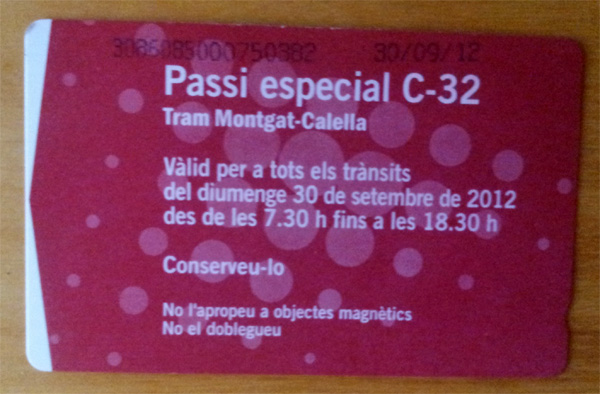 3086085000750382 30/09/12
Passi especial C-32
Tram Montgat-Calella
Vàlid per a tots els trànsits
del diumenge 30 de setembre de 2012
des de les 7.30 h fins a les 18.30 h
Conserveu-lo
No l'apropeu a objectes magnètics
No el doblegueu